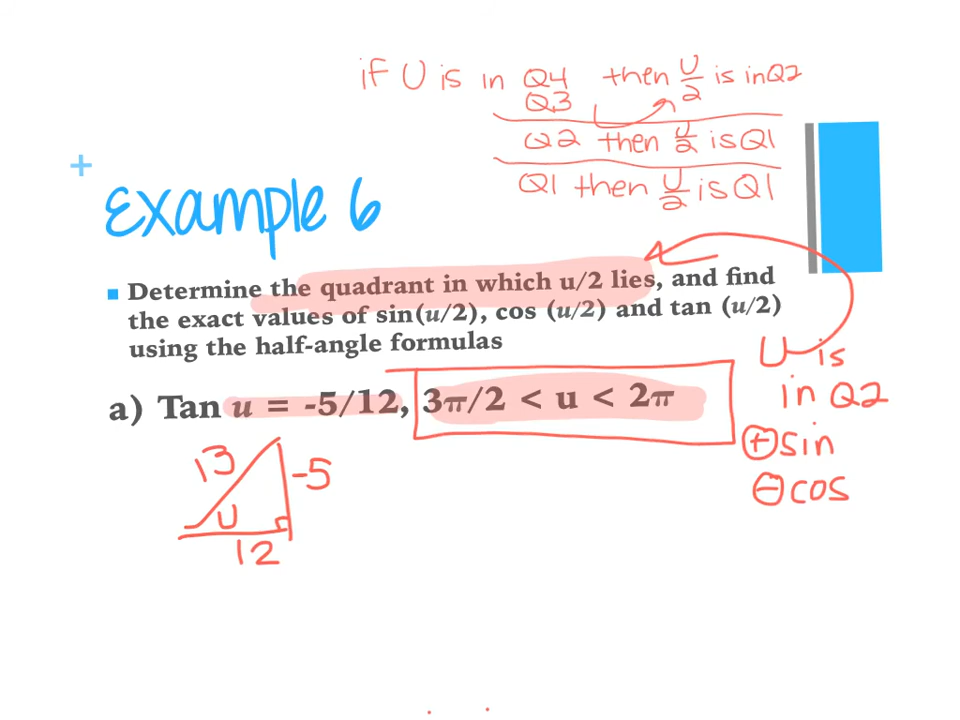 if U is in Q4 then U/2 is in Q2
Q3
Q2 then U/2 is Q1
Q1 then U/2 is Q1
+
Example 6
Determine the quadrant in which u/2 lies, and find
the exact values of sin(u/2), cos (u/2) and tan (u/2)
using the half-angle formulas
U is
in Q2
⊕ sin
⊖ cos
a) Tan u = -5/12, 3π/2 < u < 2π
13
-5
U
12